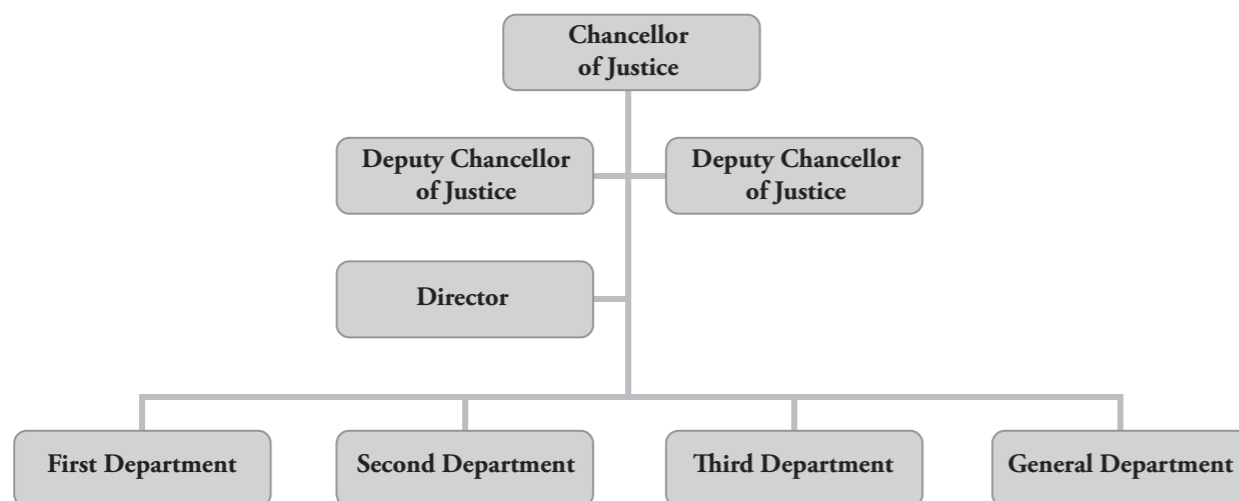 Chancellor
of Justice
Deputy Chancellor
of Justice
Deputy Chancellor
of Justice
Director
First Department
Second Department
Third Department
General Department